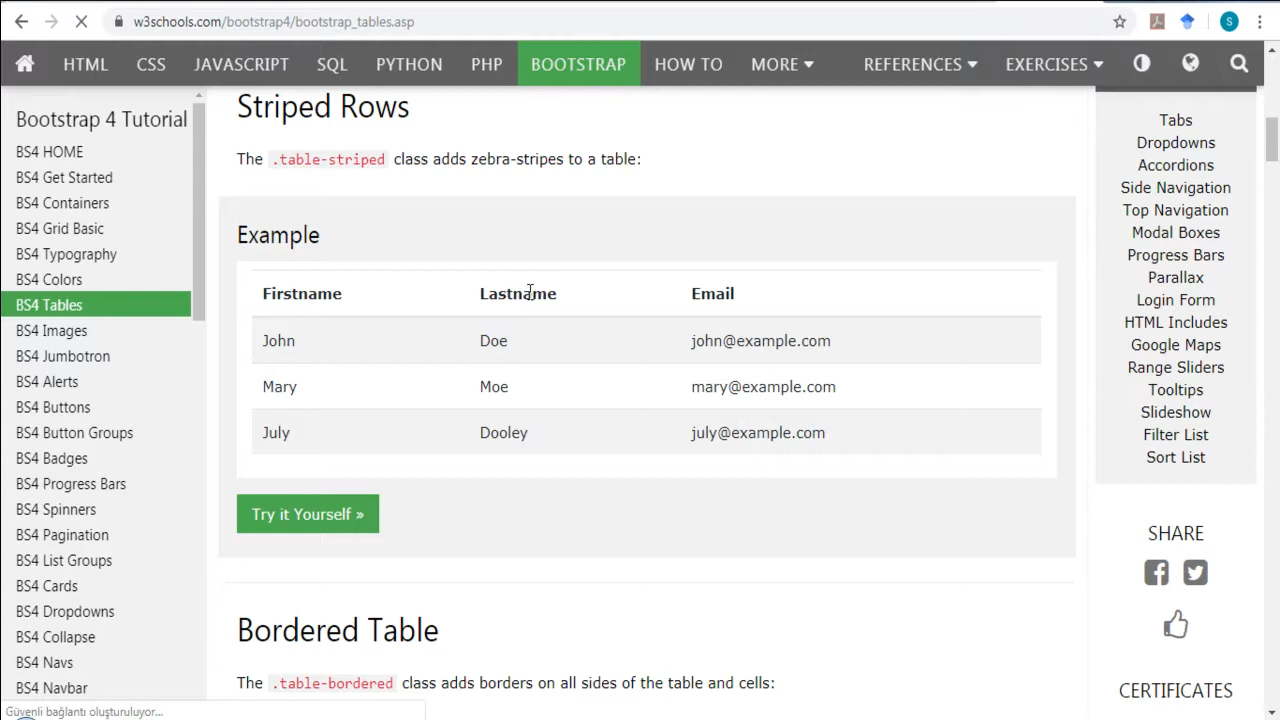 w3schools.com/bootstrap4/bootstrap_tables.asp
S
HTML CSS JAVASCRIPT SQL PYTHON PHP BOOTSTRAP HOW TO MORE REFERENCES EXERCISES
Bootstrap 4 Tutorial
BS4 HOME
BS4 Get Started
BS4 Containers
BS4 Grid Basic
BS4 Typography
BS4 Colors
BS4 Tables
BS4 Images
BS4 Jumbotron
BS4 Alerts
BS4 Buttons
BS4 Button Groups
BS4 Badges
BS4 Progress Bars
BS4 Spinners
BS4 Pagination
BS4 List Groups
BS4 Cards
BS4 Dropdowns
BS4 Collapse
BS4 Navs
BS4 Navbar
Striped Rows
The .table-striped class adds zebra-stripes to a table:
Example
Firstname Lastname Email
John Doe john@example.com
Mary Moe mary@example.com
July Dooley july@example.com
Try it Yourself »
Bordered Table
The .table-bordered class adds borders on all sides of the table and cells:
Tabs
Dropdowns
Accordions
Side Navigation
Top Navigation
Modal Boxes
Progress Bars
Parallax
Login Form
HTML Includes
Google Maps
Range Sliders
Tooltips
Slideshow
Filter List
Sort List
SHARE
CERTIFICATES
Güvenli bağlantı oluşturuluyor...